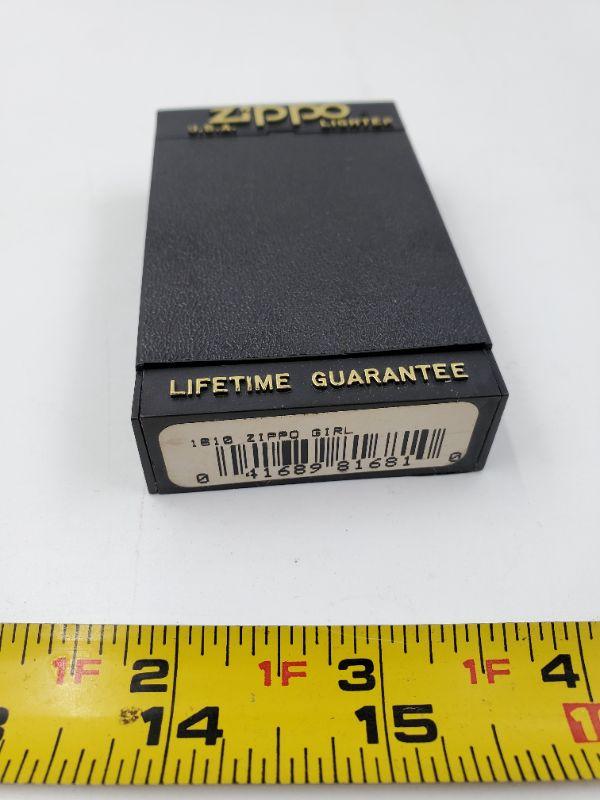 Zippo
U.S.A. LIGHTER
LIFETIME GUARANTEE
1610 ZIPPO GIRL
0 41689 81681 0
1F 2 1F 3 1F 4
14 15